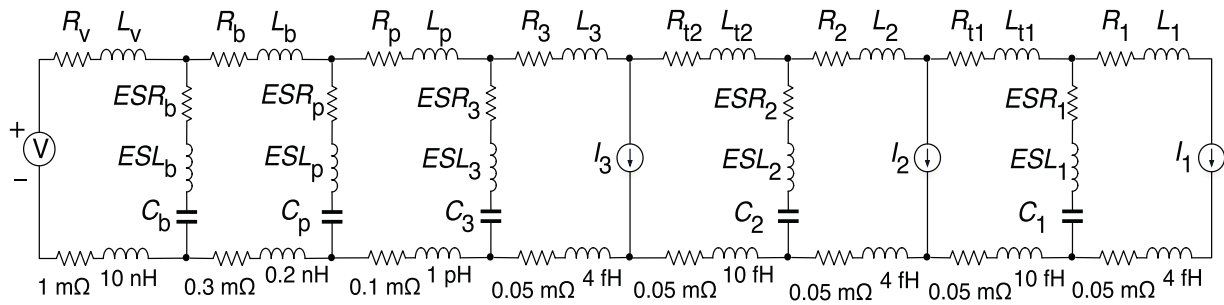 Rv Lv Rb Lb Rp Lp R3 L3 Rt2 Lt2 R2 L2 Rt1 Lt1 R1 L1
ESRb ESRp ESR3 ESR2 ESR1
+ V − ESLb ESLp ESL3 I3 ESL2 I2 ESL1 I1
Cb Cp C3 C2 C1
1 mΩ 10 nH 0.3 mΩ 0.2 nH 0.1 mΩ 1 pH 0.05 mΩ 4 fH 0.05 mΩ 10 fH 0.05 mΩ 4 fH 0.05 mΩ 10 fH 0.05 mΩ 4 fH